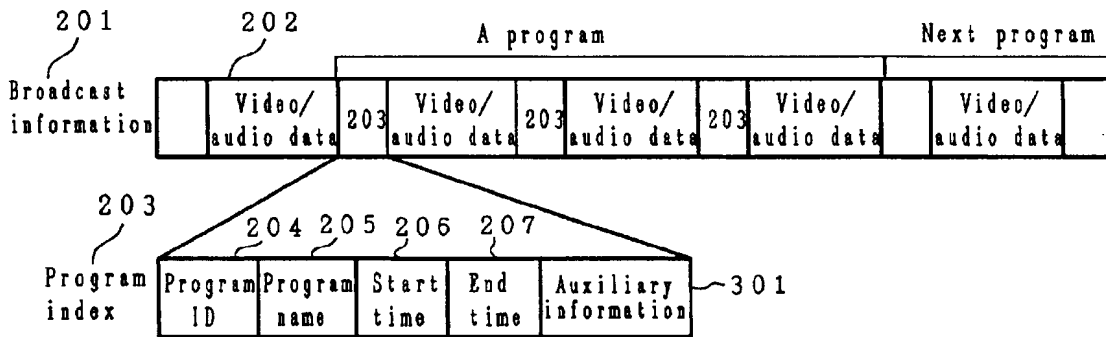 201
202
A program
Next program
Broadcast information
Video/audio data
203
Video/audio data
203
Video/audio data
203
Video/audio data
Video/audio data
203
204
205
206
207
Program index
Program ID
Program name
Start time
End time
Auxiliary information
301